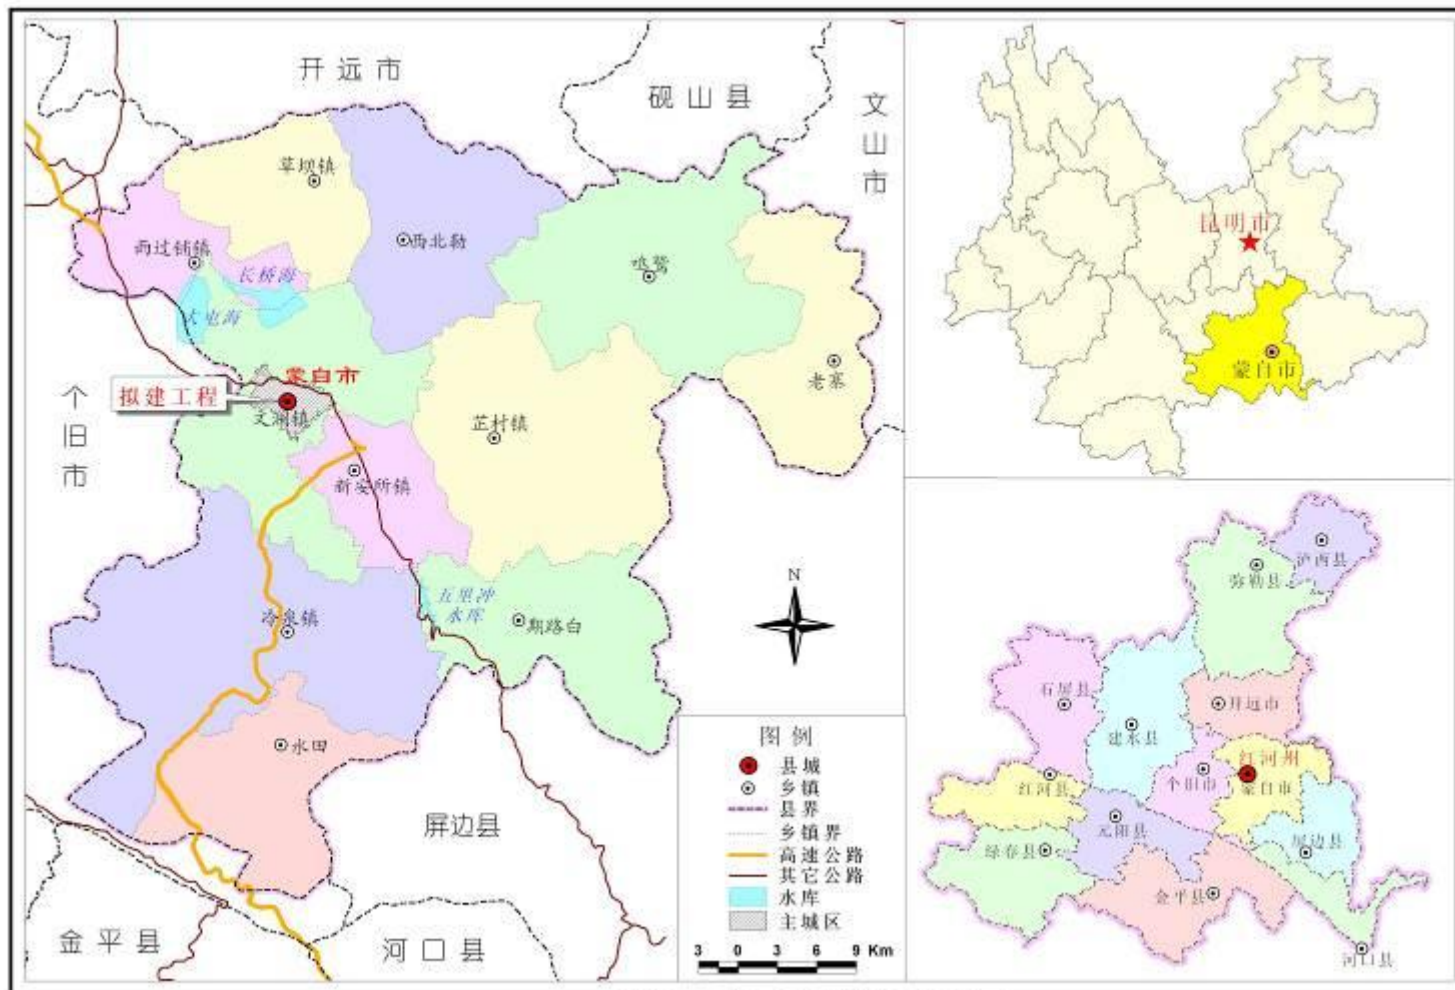 开远市
砚山县
文山市
草坝镇
西北勒
雨过铺镇
鸣鹫
长桥海
大屯海
老寨
蒙自市
个旧市
拟建工程
文澜镇
芷村镇
新安所镇
五里冲
水库
冷泉镇
期路白
水田
屏边县
金平县
河口县
N
图例
县城
乡镇
县界
乡镇界
高速公路
其它公路
水库
主城区
3 0 3 6 9 Km
昆明市
蒙自市
泸西县
弥勒县
石屏县
开远市
建水县
红河州
个旧市
蒙自市
红河县
元阳县
屏边县
绿春县
金平县
河口县